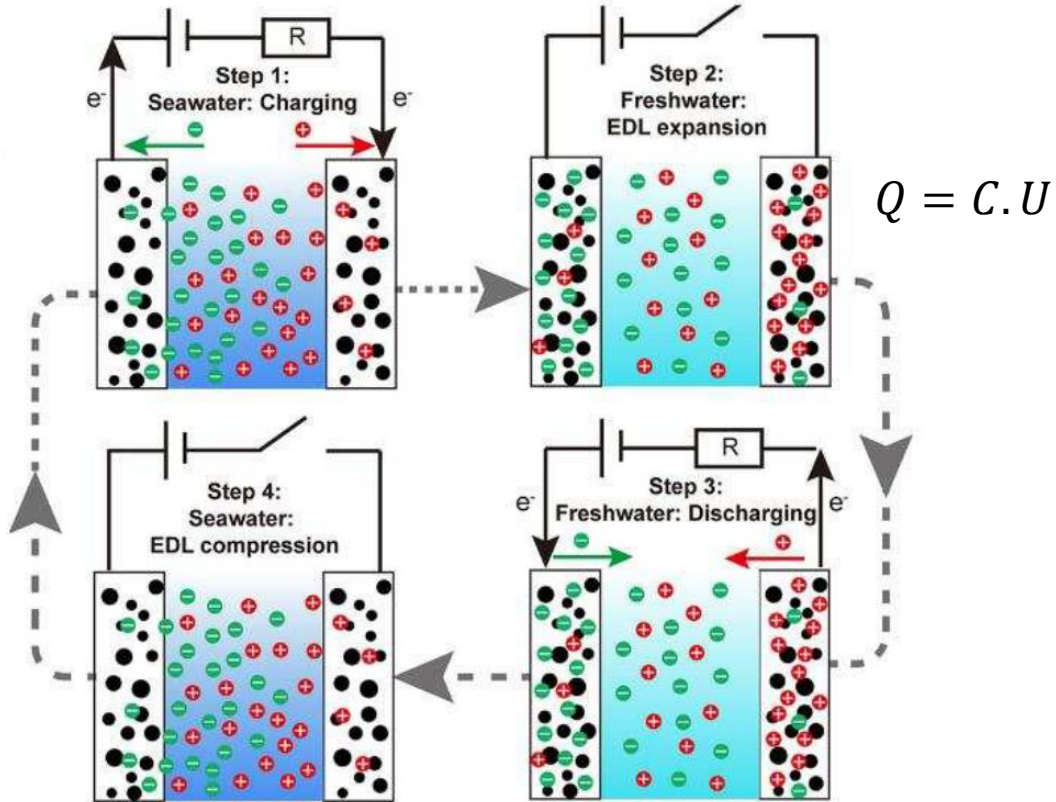 R
Step 1:
Seawater: Charging
e-
e-
Step 2:
Freshwater:
EDL expansion
Q = C.U
Step 4:
Seawater:
EDL compression
R
Step 3:
Freshwater: Discharging
e-
e-